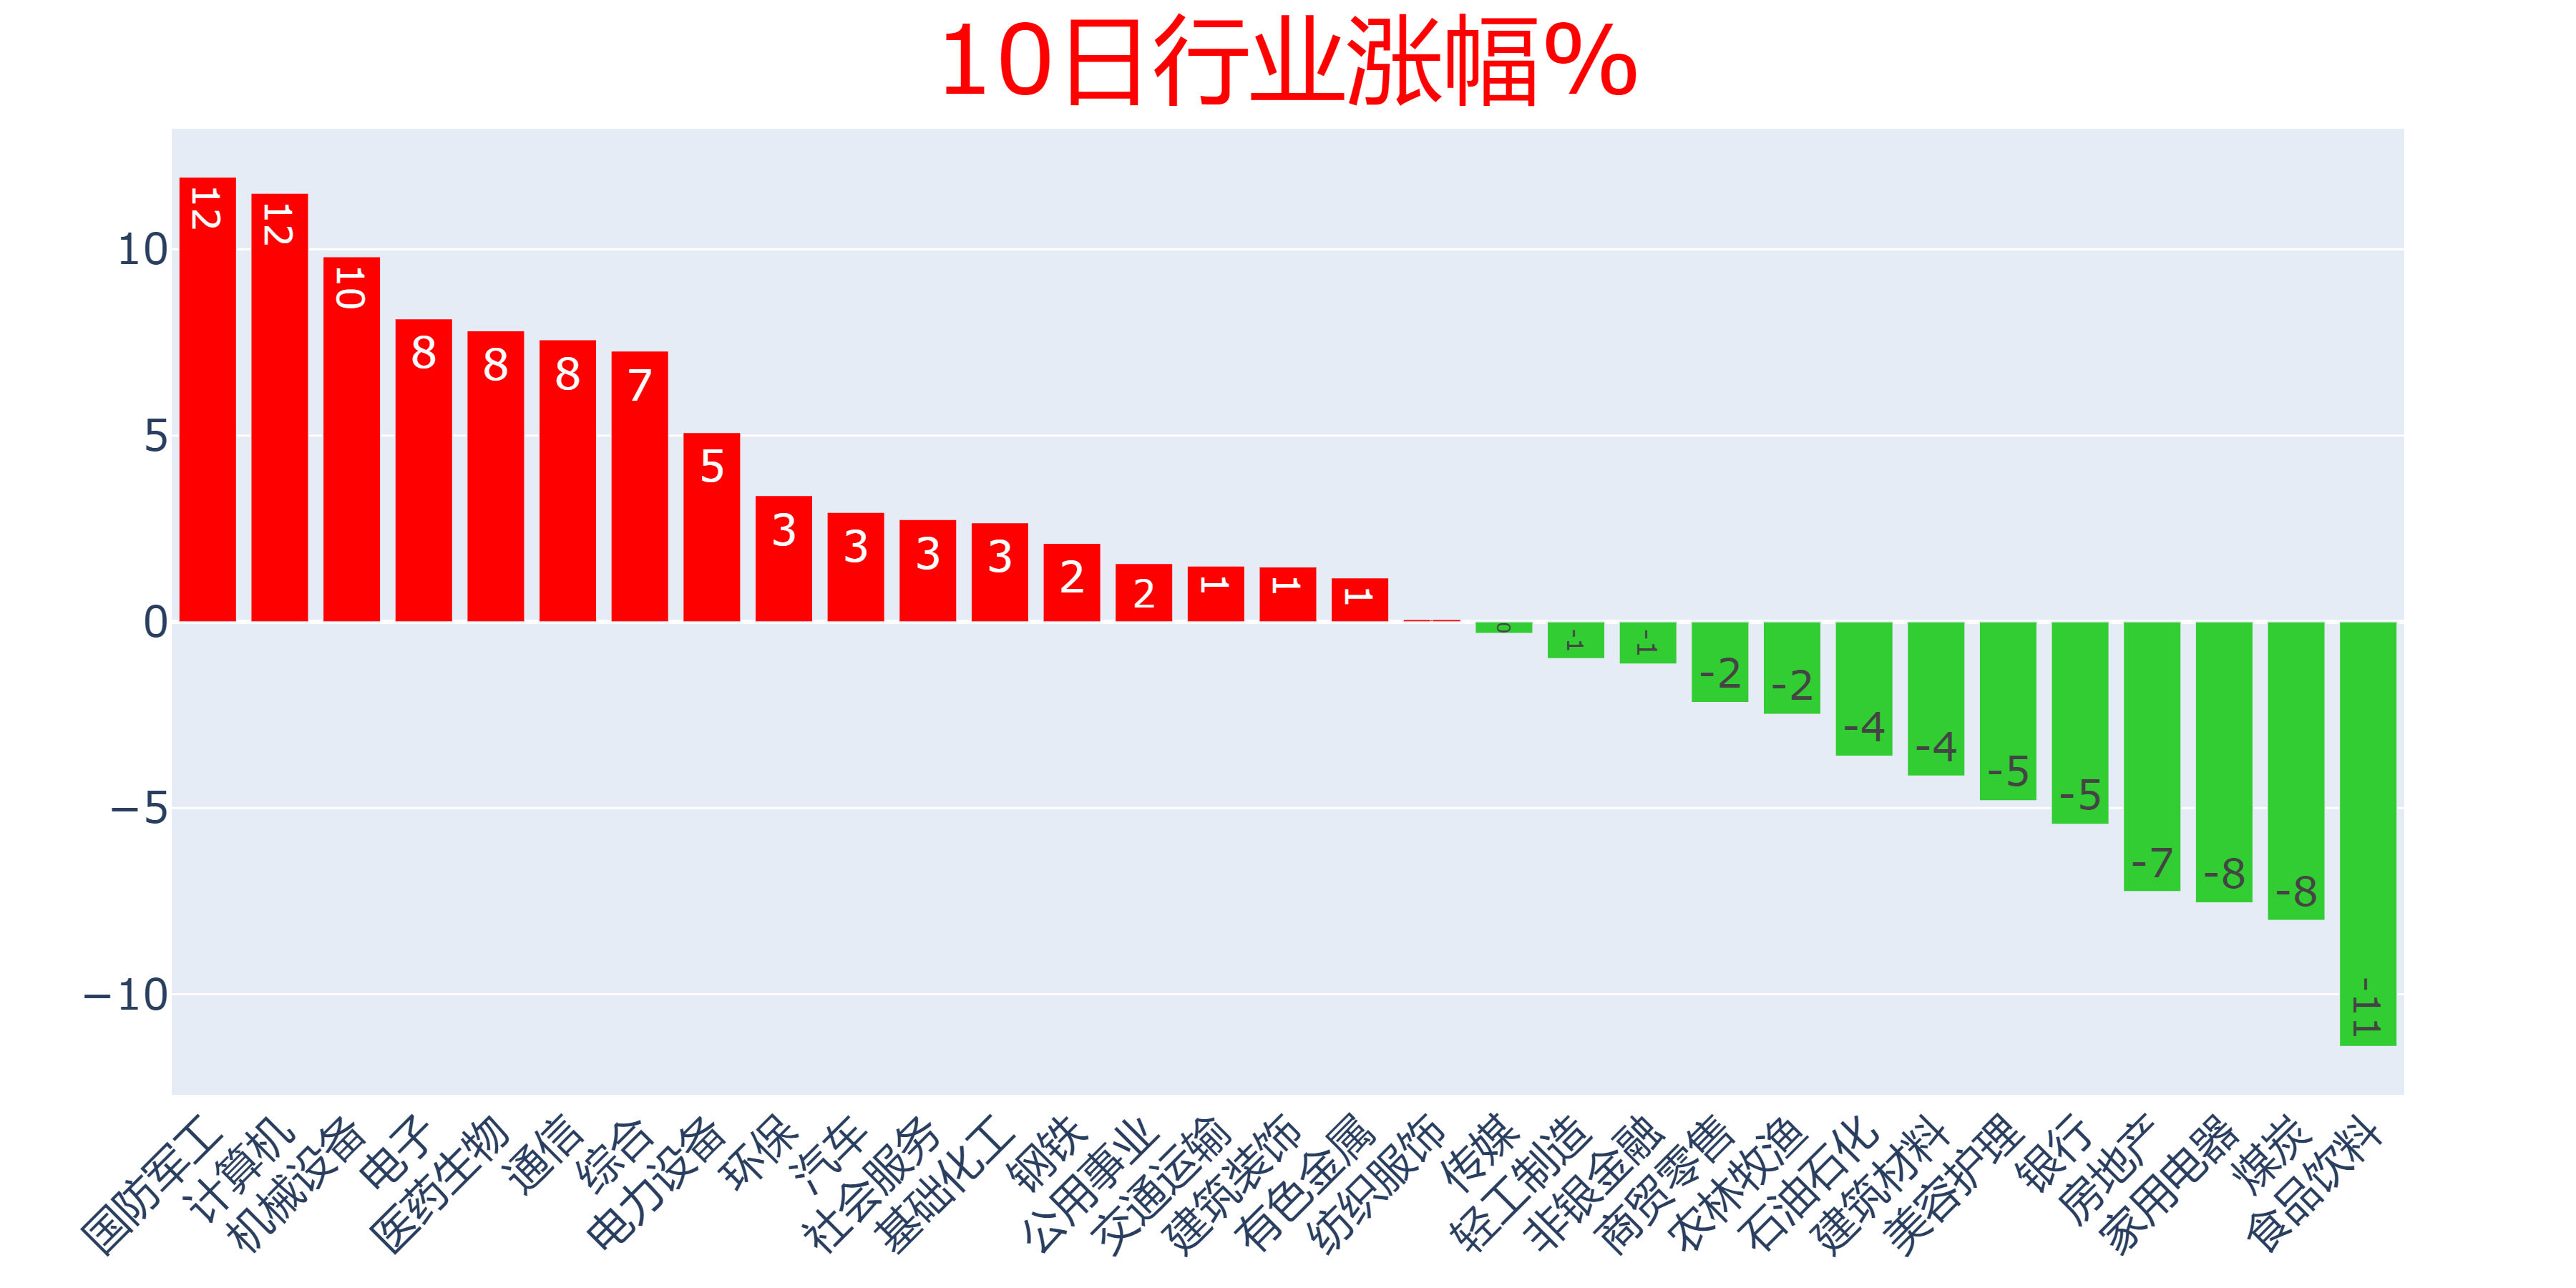 10日行业涨幅%
10
5
0
−5
−10
12
12
10
8
8
8
7
5
3
3
3
3
2
2
1
1
1
0
-1
-1
-2
-2
-4
-4
-5
-5
-7
-8
-8
-11
国防军工
计算机
机械设备
电子
医药生物
通信
综合
电力设备
环保
汽车
社会服务
基础化工
钢铁
公用事业
交通运输
建筑装饰
有色金属
纺织服饰
传媒
轻工制造
非银金融
商贸零售
农林牧渔
石油石化
建筑材料
美容护理
银行
房地产
家用电器
煤炭
食品饮料